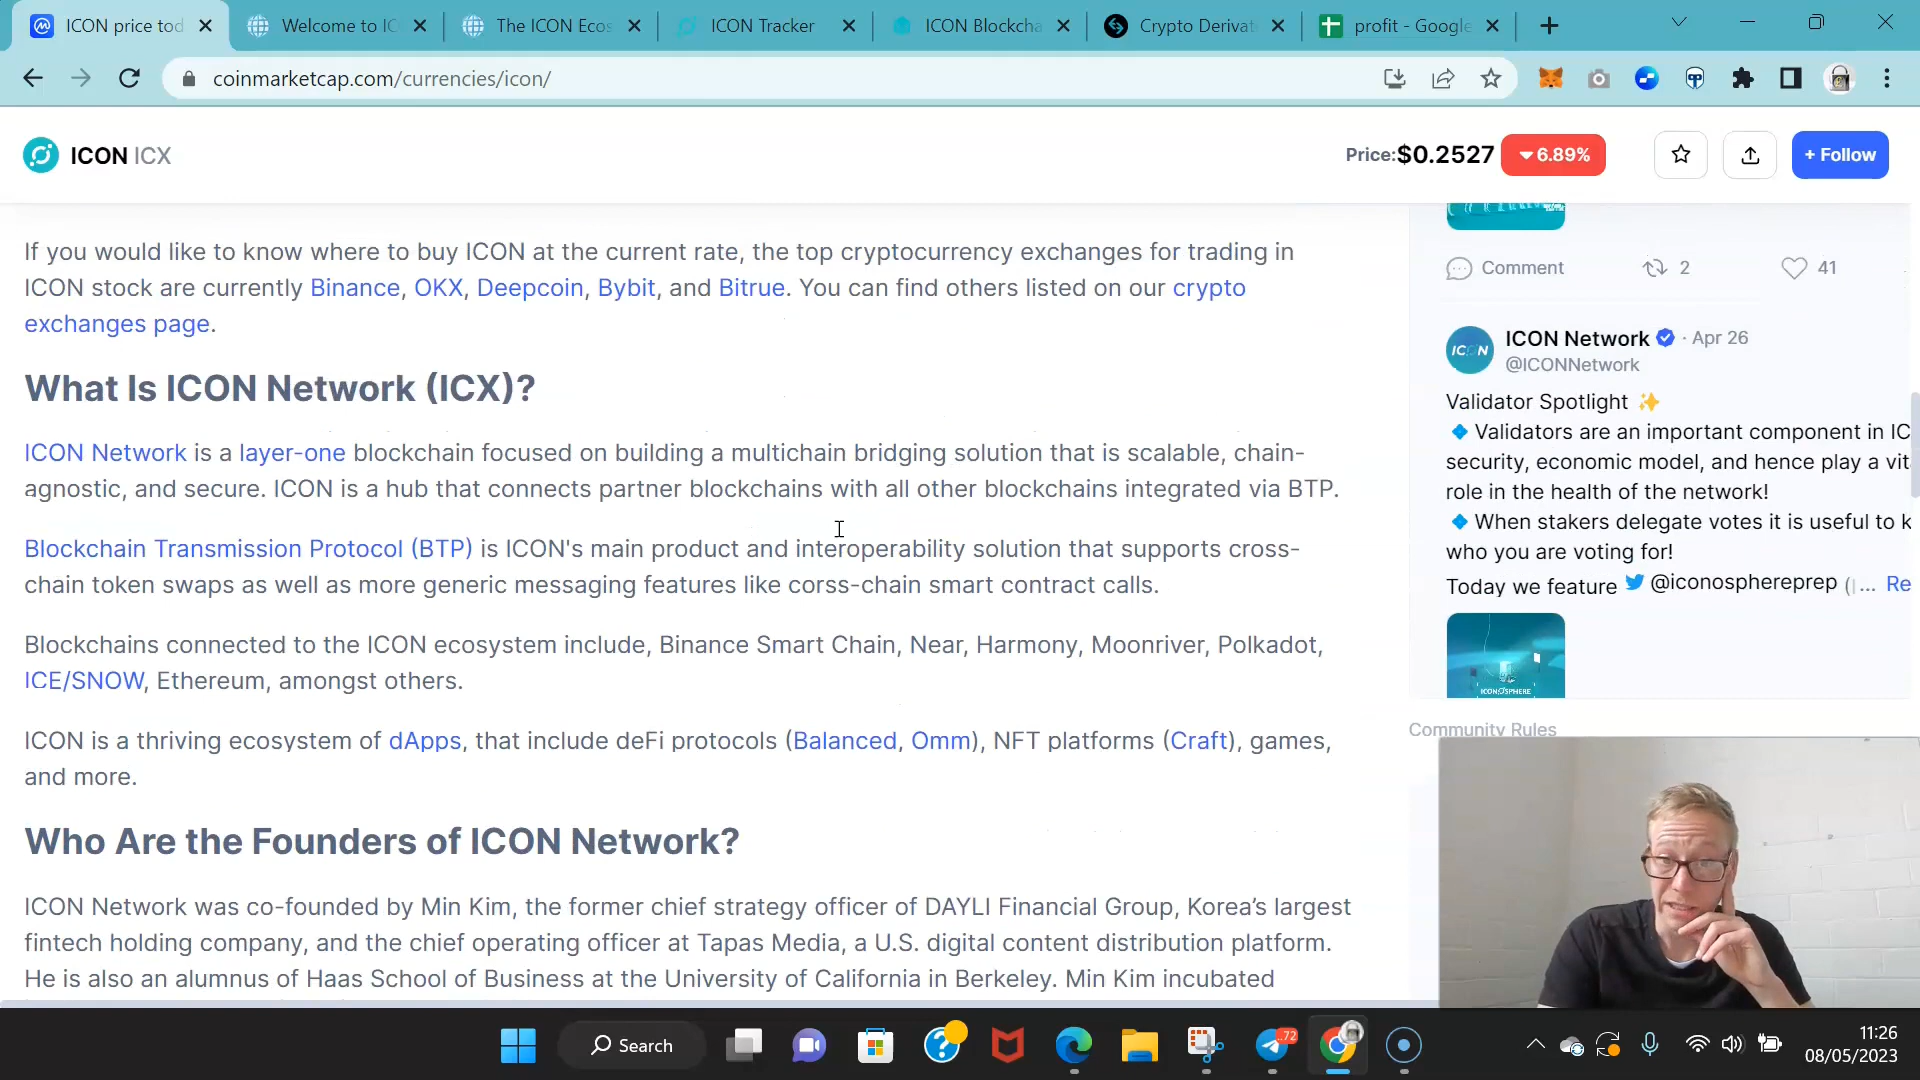 ICON price tod
Welcome to IC
The ICON Ecos
ICON Tracker
ICON Blockcha
Crypto Derivat
profit - Google
coinmarketcap.com/currencies/icon/
ICON ICX
Price:$0.2527
6.89%
+ Follow
If you would like to know where to buy ICON at the current rate, the top cryptocurrency exchanges for trading in
ICON stock are currently Binance, OKX, Deepcoin, Bybit, and Bitrue. You can find others listed on our crypto
exchanges page.
What Is ICON Network (ICX)?
ICON Network is a layer-one blockchain focused on building a multichain bridging solution that is scalable, chain-
agnostic, and secure. ICON is a hub that connects partner blockchains with all other blockchains integrated via BTP.
Blockchain Transmission Protocol (BTP) is ICON's main product and interoperability solution that supports cross-
chain token swaps as well as more generic messaging features like corss-chain smart contract calls.
Blockchains connected to the ICON ecosystem include, Binance Smart Chain, Near, Harmony, Moonriver, Polkadot,
ICE/SNOW, Ethereum, amongst others.
ICON is a thriving ecosystem of dApps, that include deFi protocols (Balanced, Omm), NFT platforms (Craft), games,
and more.
Who Are the Founders of ICON Network?
ICON Network was co-founded by Min Kim, the former chief strategy officer of DAYLI Financial Group, Korea’s largest
fintech holding company, and the chief operating officer at Tapas Media, a U.S. digital content distribution platform.
He is also an alumnus of Haas School of Business at the University of California in Berkeley. Min Kim incubated
Comment
2
41
ICON
ICON Network · Apr 26
@ICONNetwork
Validator Spotlight ✨
🔹 Validators are an important component in IC
security, economic model, and hence play a vit
role in the health of the network!
🔹 When stakers delegate votes it is useful to k
who you are voting for!
Today we feature @iconosphereprep (... Re
ICONOSPHERE
Community Rules
Search
72
11:26
08/05/2023